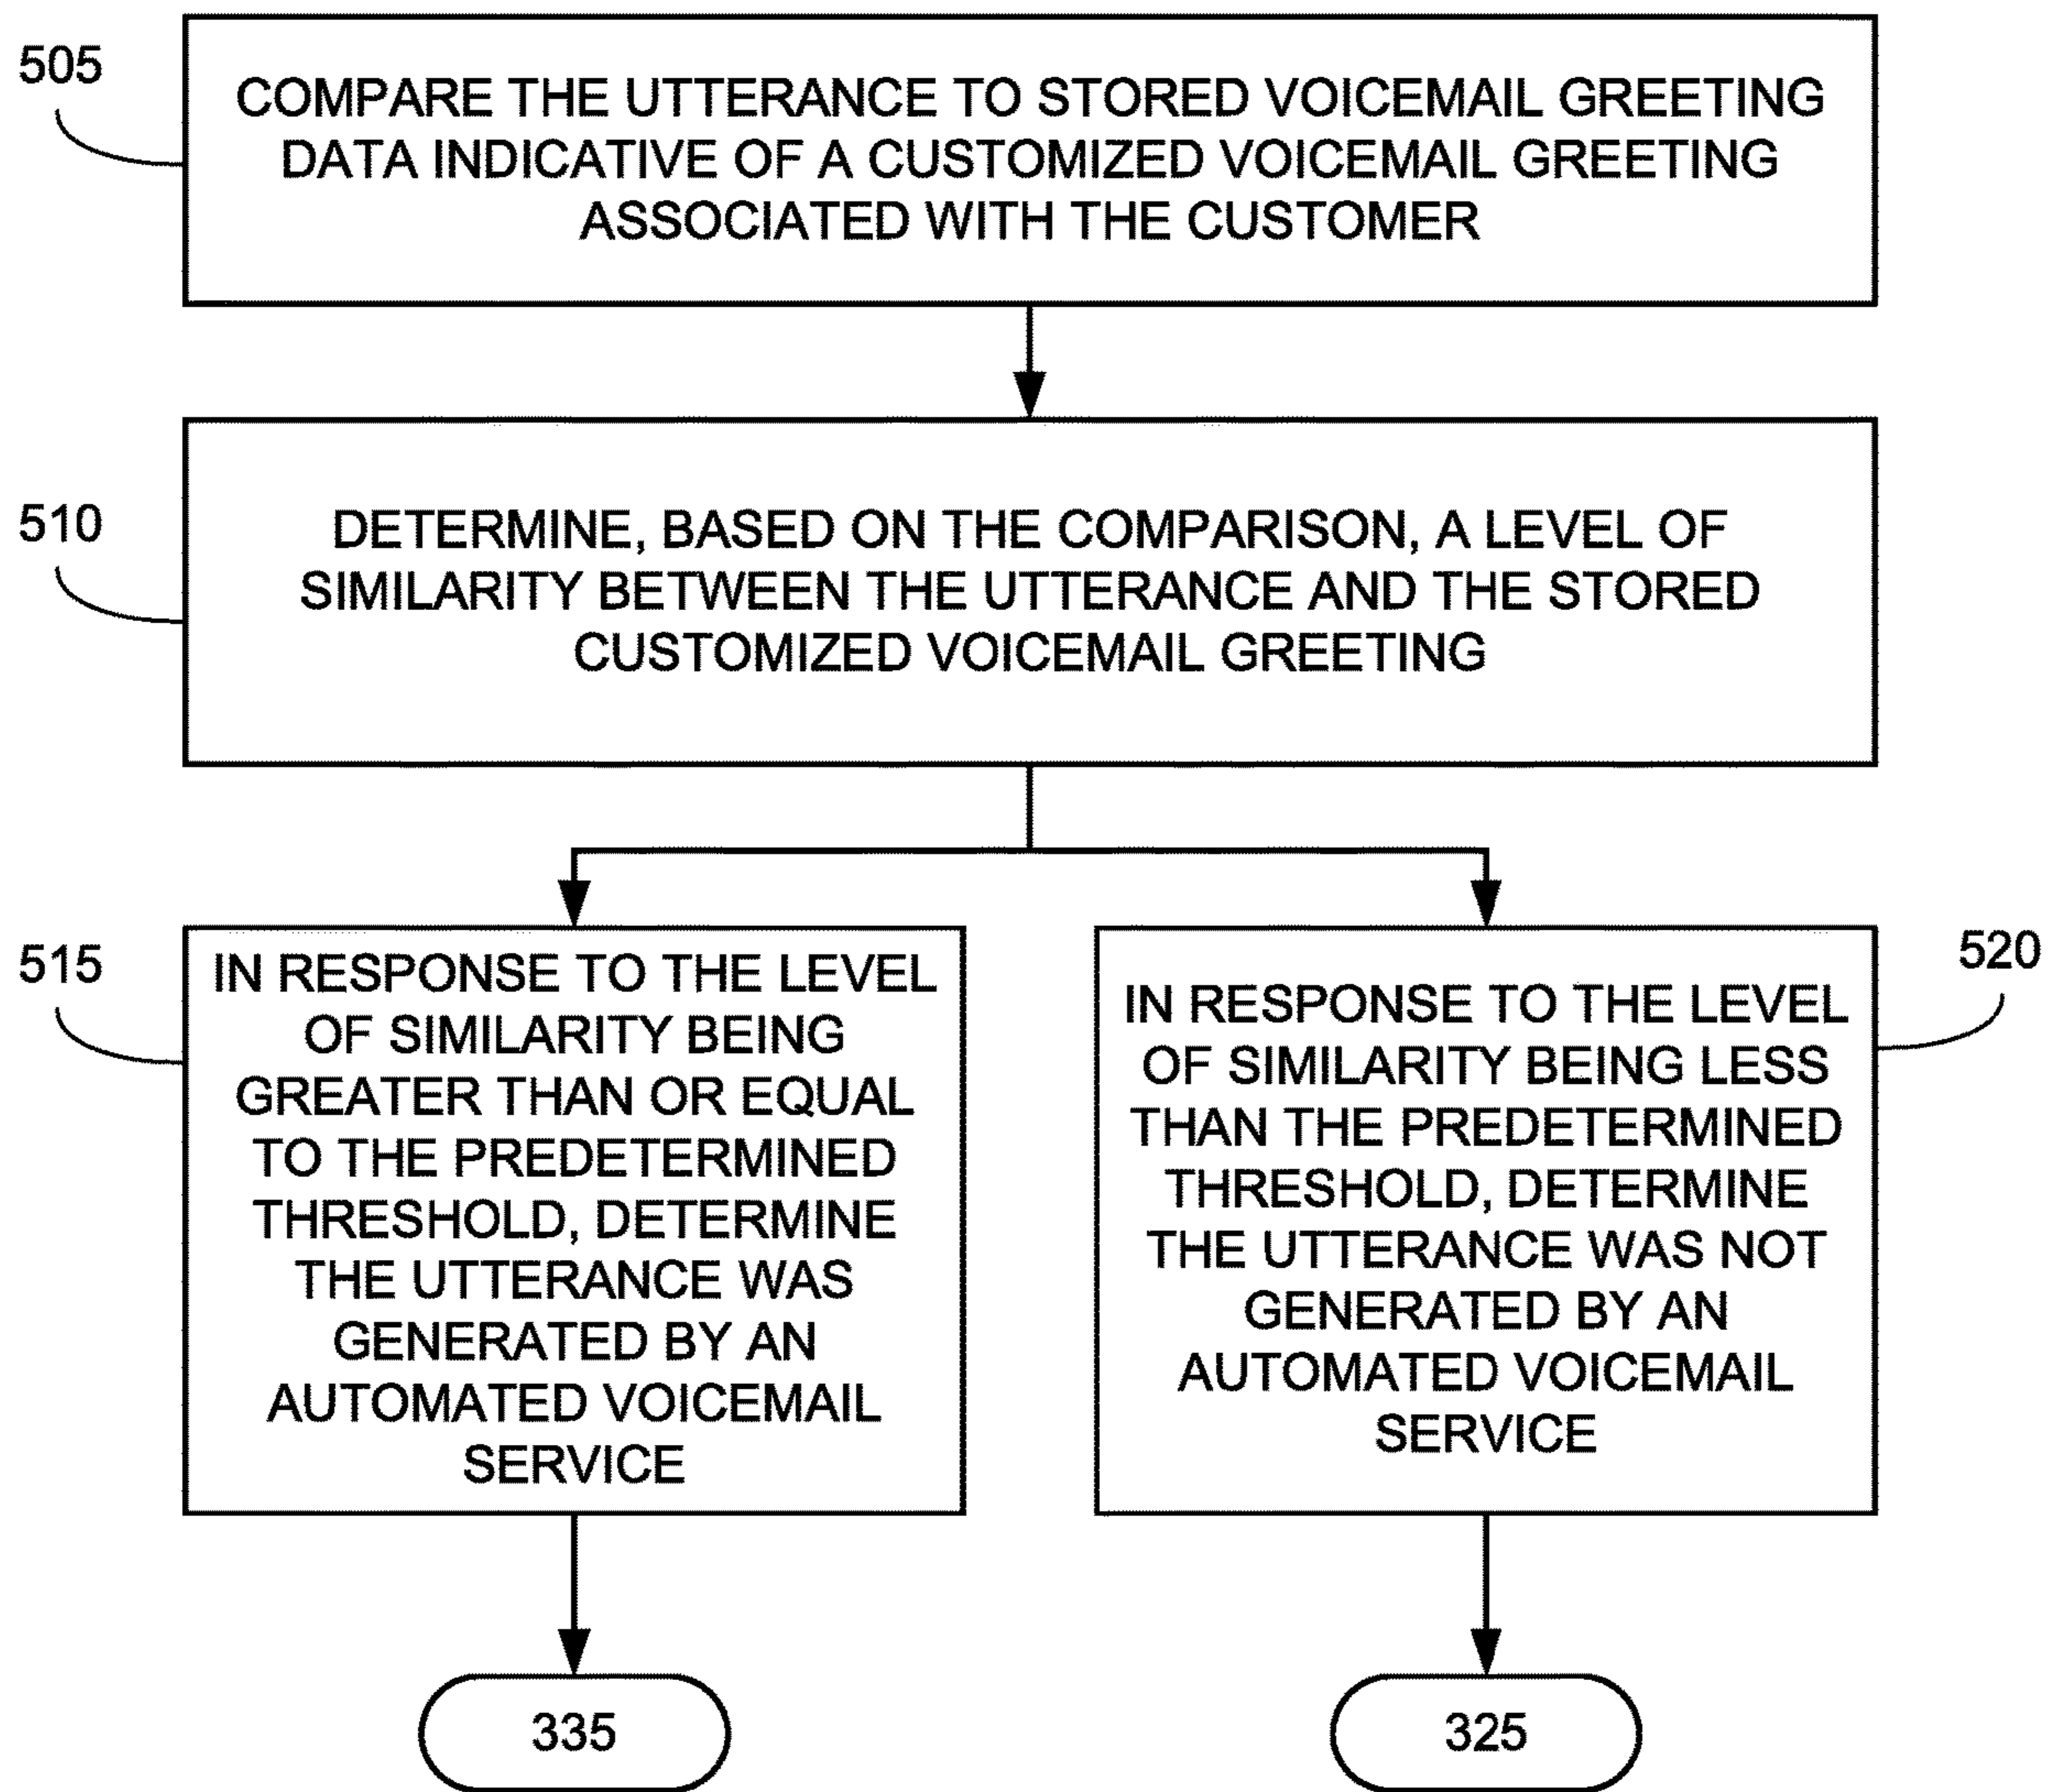 505
COMPARE THE UTTERANCE TO STORED VOICEMAIL GREETING
DATA INDICATIVE OF A CUSTOMIZED VOICEMAIL GREETING
ASSOCIATED WITH THE CUSTOMER
510
DETERMINE, BASED ON THE COMPARISON, A LEVEL OF
SIMILARITY BETWEEN THE UTTERANCE AND THE STORED
CUSTOMIZED VOICEMAIL GREETING
515
IN RESPONSE TO THE LEVEL
OF SIMILARITY BEING
GREATER THAN OR EQUAL
TO THE PREDETERMINED
THRESHOLD, DETERMINE
THE UTTERANCE WAS
GENERATED BY AN
AUTOMATED VOICEMAIL
SERVICE
520
IN RESPONSE TO THE LEVEL
OF SIMILARITY BEING LESS
THAN THE PREDETERMINED
THRESHOLD, DETERMINE
THE UTTERANCE WAS NOT
GENERATED BY AN
AUTOMATED VOICEMAIL
SERVICE
335
325